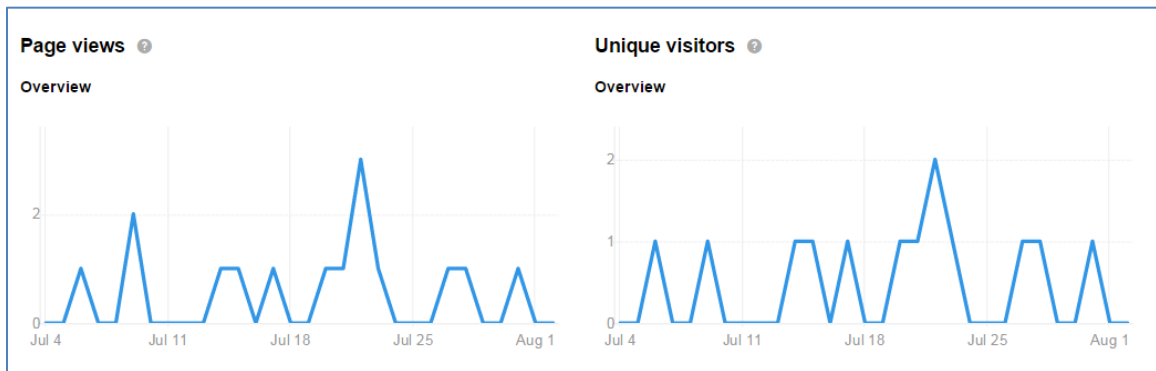 Page views ?
Overview
2
0
Jul 4 Jul 11 Jul 18 Jul 25 Aug 1
Unique visitors ?
Overview
2
1
0
Jul 4 Jul 11 Jul 18 Jul 25 Aug 1